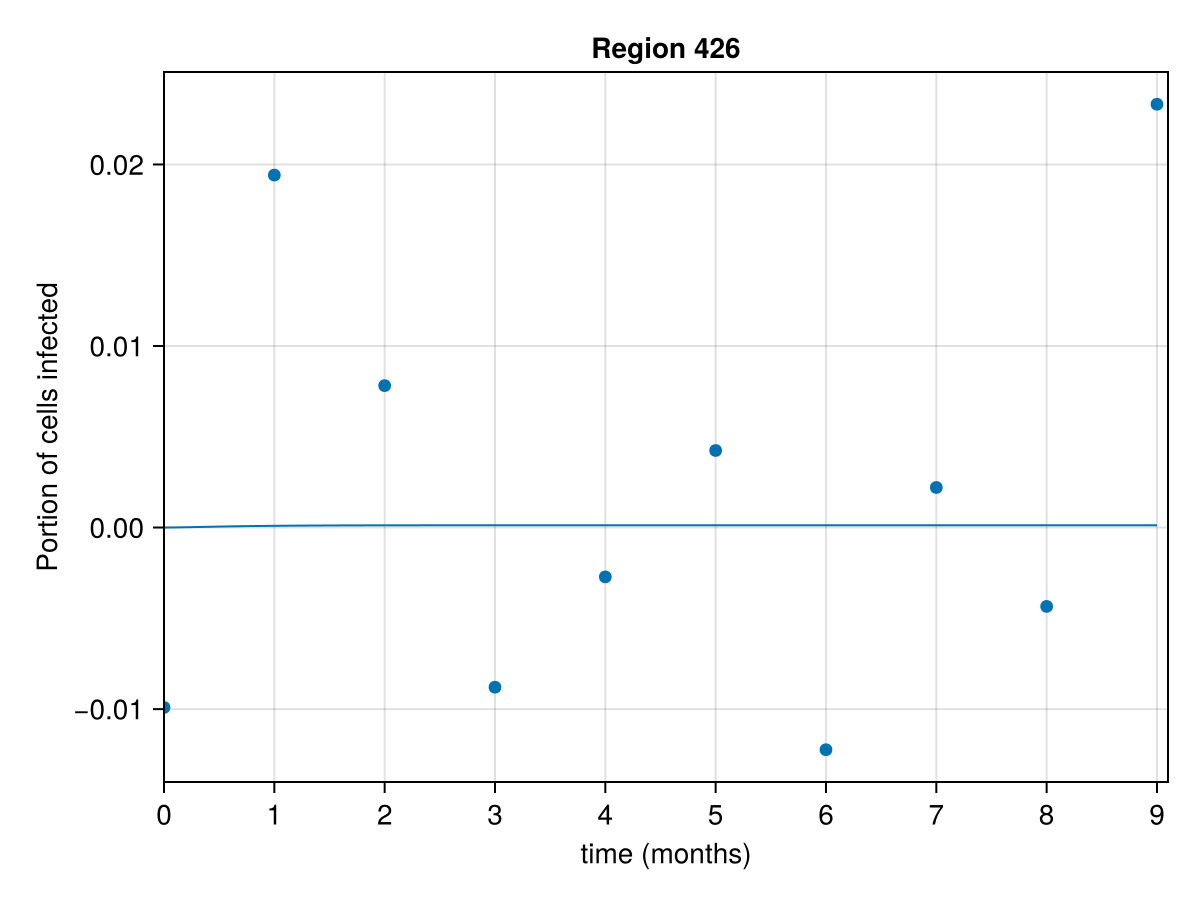 Region 426
Portion of cells infected
0.02
0.01
0.00
−0.01
0 1 2 3 4 5 6 7 8 9
time (months)